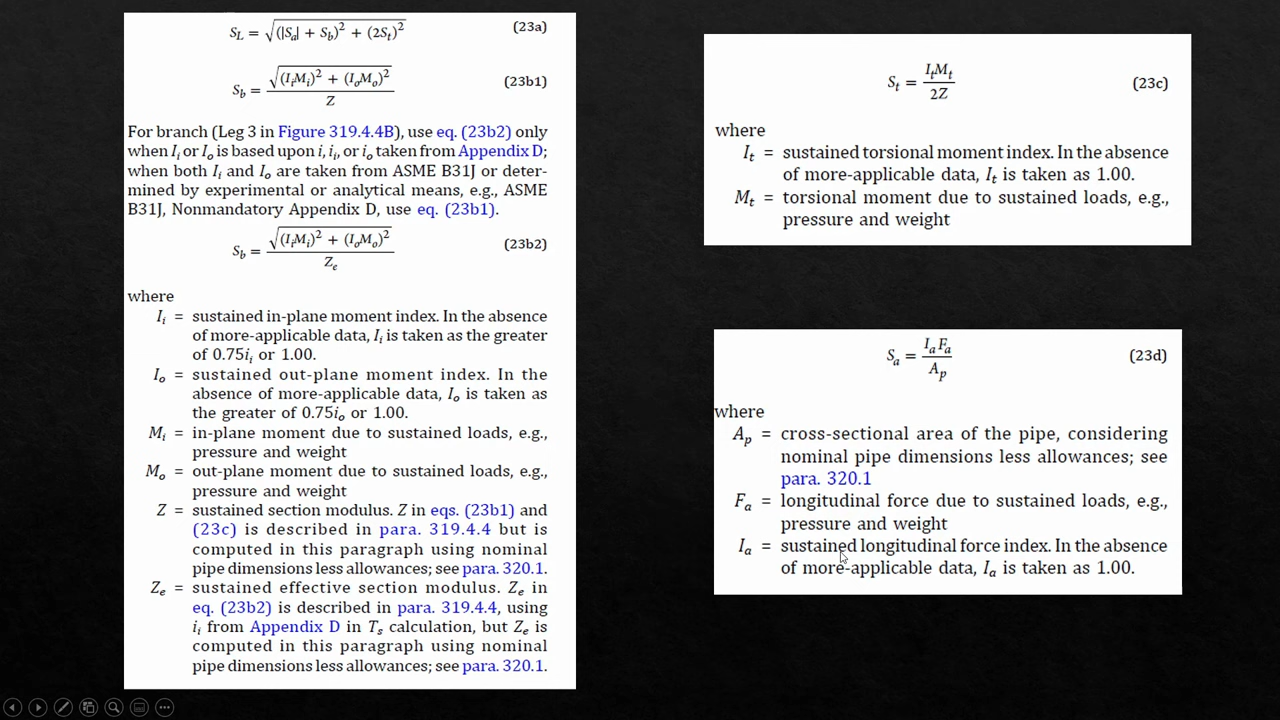 S_L = √(|S_a| + S_b)² + (2S_t)² (23a)
S_b = √(I_iM_i)² + (I_oM_o)² / Z (23b1)
For branch (Leg 3 in Figure 319.4.4B), use eq. (23b2) only
when I_i or I_o is based upon i, i_i, or i_o taken from Appendix D;
when both I_i and I_o are taken from ASME B31J or deter-
mined by experimental or analytical means, e.g., ASME
B31J, Nonmandatory Appendix D, use eq. (23b1).
S_b = √(I_iM_i)² + (I_oM_o)² / Z_e (23b2)
where
I_i = sustained in-plane moment index. In the absence
of more-applicable data, I_i is taken as the greater
of 0.75i_i or 1.00.
I_o = sustained out-plane moment index. In the
absence of more-applicable data, I_o is taken as
the greater of 0.75i_o or 1.00.
M_i = in-plane moment due to sustained loads, e.g.,
pressure and weight
M_o = out-plane moment due to sustained loads, e.g.,
pressure and weight
Z = sustained section modulus. Z in eqs. (23b1) and
(23c) is described in para. 319.4.4 but is
computed in this paragraph using nominal
pipe dimensions less allowances; see para. 320.1.
Z_e = sustained effective section modulus. Z_e in
eq. (23b2) is described in para. 319.4.4, using
i_i from Appendix D in T_s calculation, but Z_e is
computed in this paragraph using nominal
pipe dimensions less allowances; see para. 320.1.
S_t = I_tM_t / 2Z (23c)
where
I_t = sustained torsional moment index. In the absence
of more-applicable data, I_t is taken as 1.00.
M_t = torsional moment due to sustained loads, e.g.,
pressure and weight
S_a = I_aF_a / A_p (23d)
where
A_p = cross-sectional area of the pipe, considering
nominal pipe dimensions less allowances; see
para. 320.1
F_a = longitudinal force due to sustained loads, e.g.,
pressure and weight
I_a = sustained longitudinal force index. In the absence
of more-applicable data, I_a is taken as 1.00.